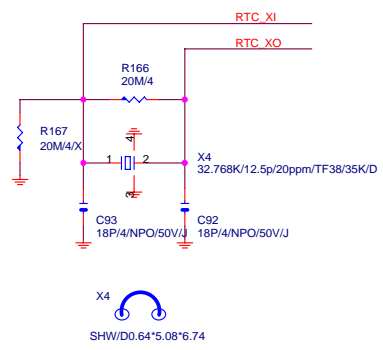 RTC_XI
RTC_XO
R166
20M/4
R167
20M/4/X
4
1
2
3
X4
32.768K/12.5p/20ppm/TF38/35K/D
C93
18P/4/NPO/50V/J
C92
18P/4/NPO/50V/J
X4
SHW/D0.64*5.08*6.74